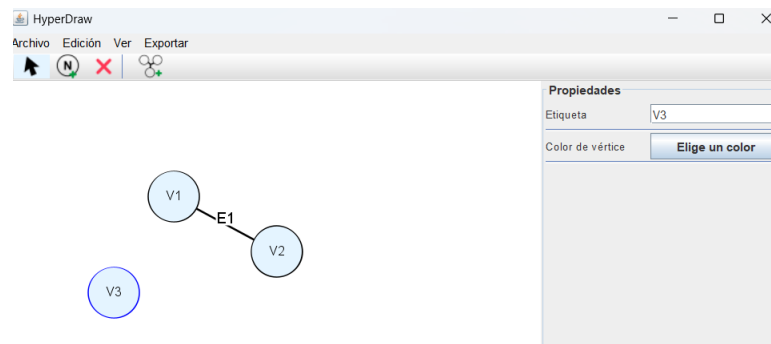 HyperDraw
Archivo Edición Ver Exportar
N
Propiedades
Etiqueta V3
Color de vértice Elige un color
V1
E1
V2
V3